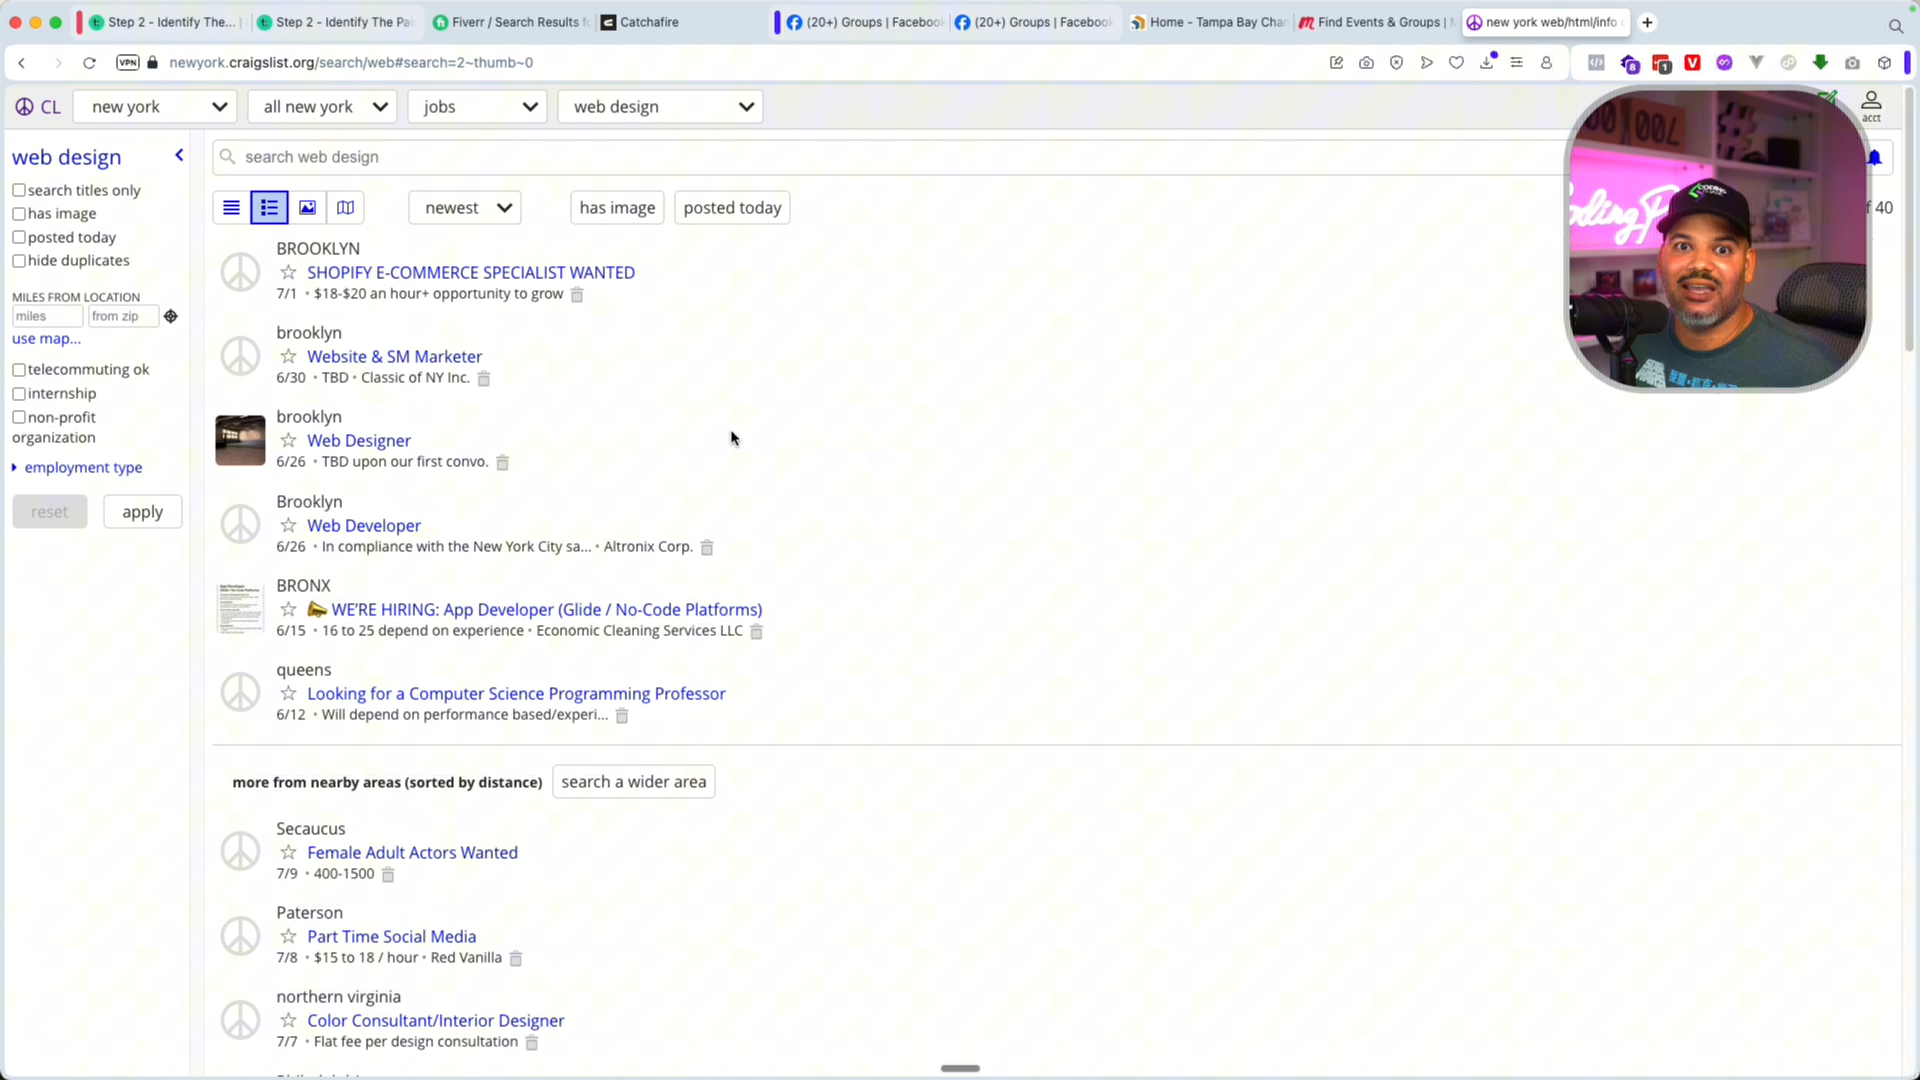 Step 2 - Identify The...
Step 2 - Identify The Pai
Fiverr / Search Results fo
Catchafire
(20+) Groups | Facebook
(20+) Groups | Facebook
Home - Tampa Bay Char
Find Events & Groups |
new york web/html/info
VPN
newyork.craigslist.org/search/web#search=2~thumb~0
8
1
CL
new york
all new york
jobs
web design
acct
web design
search titles only
has image
posted today
hide duplicates
MILES FROM LOCATION
miles
from zip
use map...
telecommuting ok
internship
non-profit
organization
employment type
reset
apply
search web design
newest
has image
posted today
f 40
BROOKLYN
SHOPIFY E-COMMERCE SPECIALIST WANTED
7/1 • $18-$20 an hour+ opportunity to grow
brooklyn
Website & SM Marketer
6/30 • TBD • Classic of NY Inc.
brooklyn
Web Designer
6/26 • TBD upon our first convo.
Brooklyn
Web Developer
6/26 • In compliance with the New York City sa... • Altronix Corp.
BRONX
WE'RE HIRING: App Developer (Glide / No-Code Platforms)
6/15 • 16 to 25 depend on experience • Economic Cleaning Services LLC
queens
Looking for a Computer Science Programming Professor
6/12 • Will depend on performance based/experi...
more from nearby areas (sorted by distance)
search a wider area
Secaucus
Female Adult Actors Wanted
7/9 • 400-1500
Paterson
Part Time Social Media
7/8 • $15 to 18 / hour • Red Vanilla
northern virginia
Color Consultant/Interior Designer
7/7 • Flat fee per design consultation